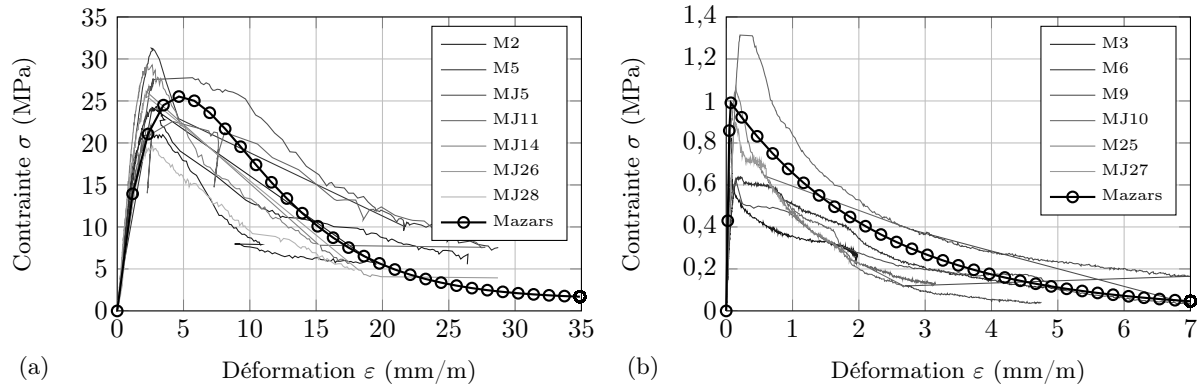 35
30
25
20
15
10
5
0
Contrainte σ (MPa)
M2
M5
MJ5
MJ11
MJ14
MJ26
MJ28
Mazars
0 5 10 15 20 25 30 35
(a) Déformation ε (mm/m)
1,4
1,2
1
0,8
0,6
0,4
0,2
0
Contrainte σ (MPa)
M3
M6
M9
MJ10
M25
MJ27
Mazars
0 1 2 3 4 5 6 7
(b) Déformation ε (mm/m)